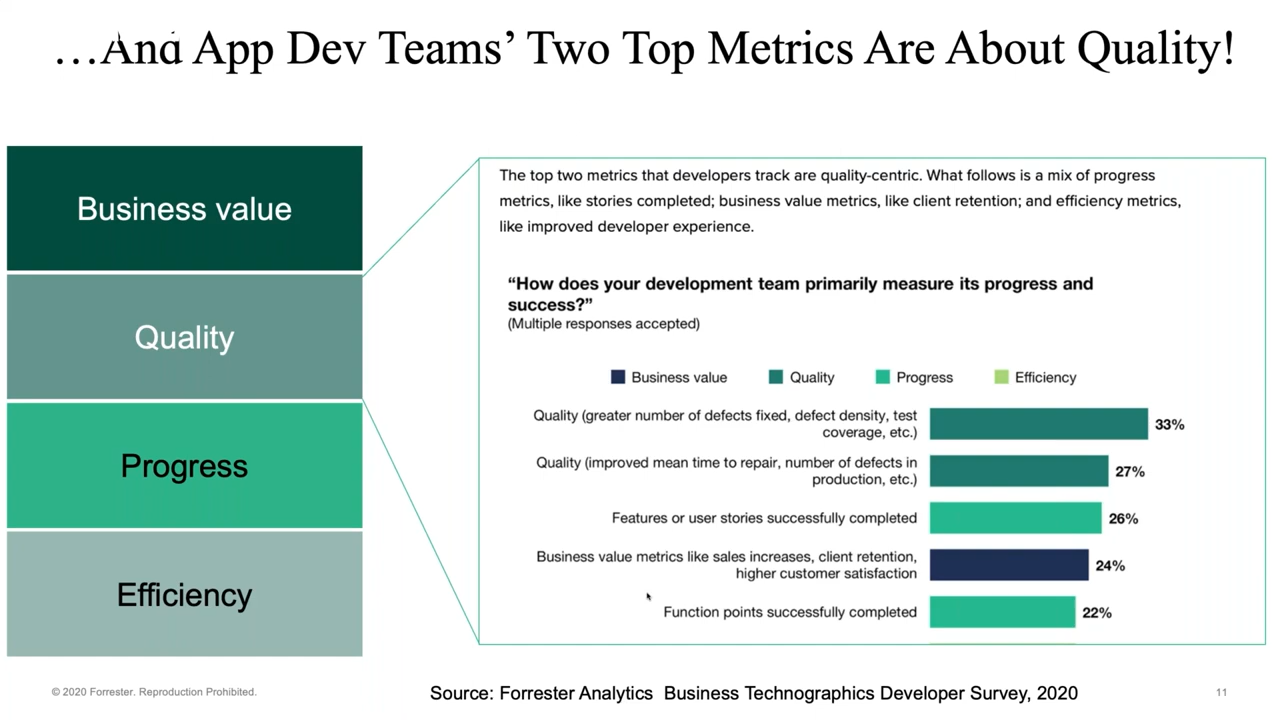 …And App Dev Teams’ Two Top Metrics Are About Quality!
Business value
Quality
Progress
Efficiency
The top two metrics that developers track are quality-centric. What follows is a mix of progress
metrics, like stories completed; business value metrics, like client retention; and efficiency metrics,
like improved developer experience.
“How does your development team primarily measure its progress and
success?”
(Multiple responses accepted)
Business value Quality Progress Efficiency
Quality (greater number of defects fixed, defect density, test
coverage, etc.)
33%
Quality (improved mean time to repair, number of defects in
production, etc.)
27%
Features or user stories successfully completed 26%
Business value metrics like sales increases, client retention,
higher customer satisfaction
24%
Function points successfully completed 22%
© 2020 Forrester. Reproduction Prohibited.
Source: Forrester Analytics Business Technographics Developer Survey, 2020
11